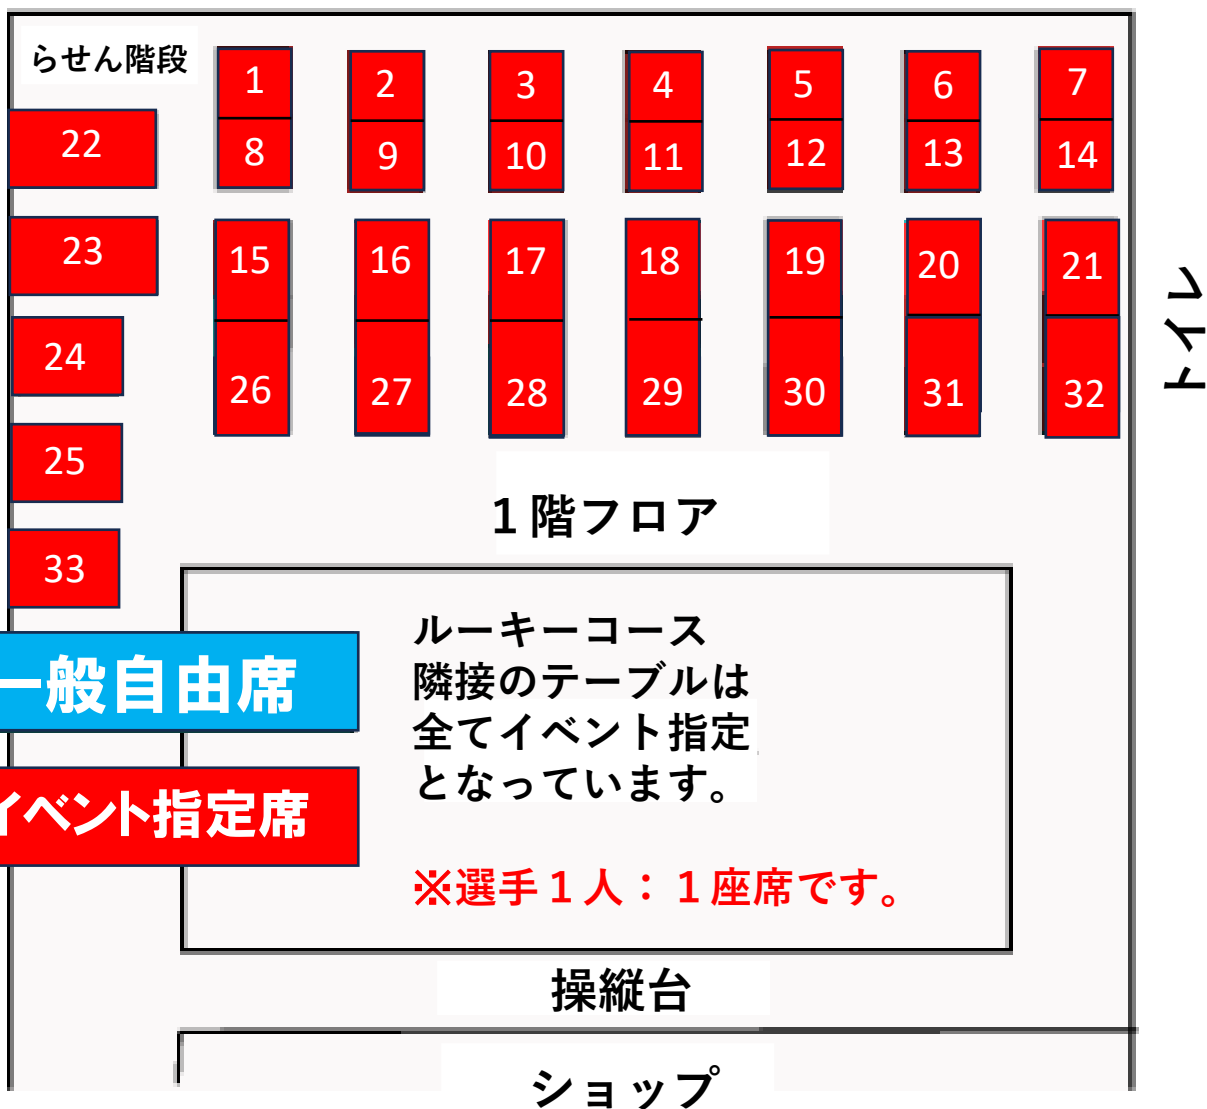 らせん階段
1 2 3 4 5 6 7
22 8 9 10 11 12 13 14
23 15 16 17 18 19 20 21
トイレ
24 26 27 28 29 30 31 32
25
1階フロア
33
ルーキーコース
隣接のテーブルは
全てイベント指定
となっています。
※選手1人：1座席です。
一般自由席
イベント指定席
操縦台
ショップ